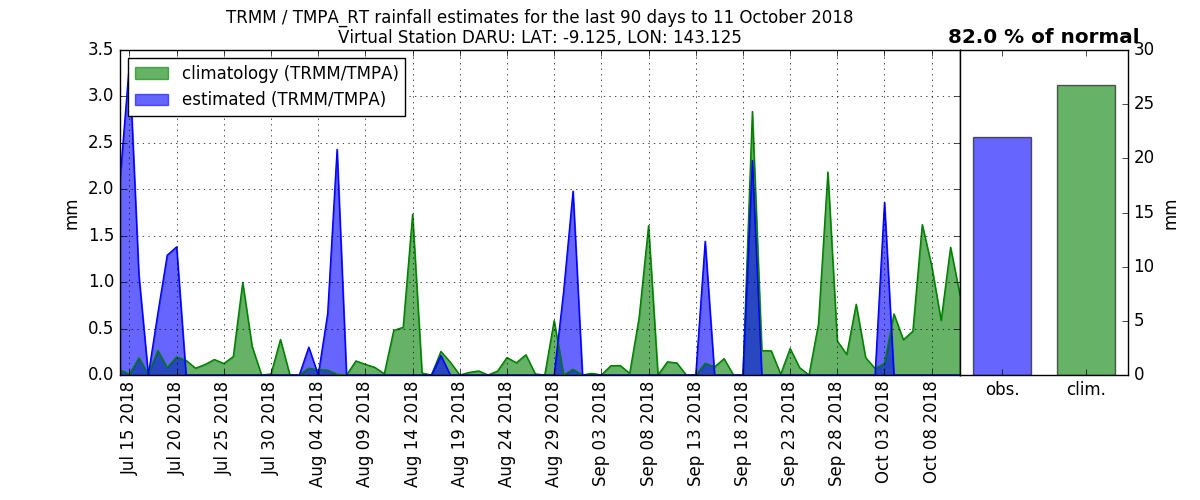 TRMM / TMPA_RT rainfall estimates for the last 90 days to 11 October 2018
Virtual Station DARU: LAT: -9.125, LON: 143.125
82.0 % of normal
climatology (TRMM/TMPA)
estimated (TRMM/TMPA)
mm
3.5
3.0
2.5
2.0
1.5
1.0
0.5
0.0
Jul 15 2018
Jul 20 2018
Jul 25 2018
Jul 30 2018
Aug 04 2018
Aug 09 2018
Aug 14 2018
Aug 19 2018
Aug 24 2018
Aug 29 2018
Sep 03 2018
Sep 08 2018
Sep 13 2018
Sep 18 2018
Sep 23 2018
Sep 28 2018
Oct 03 2018
Oct 08 2018
obs.
clim.
30
25
20
15
10
5
0
mm